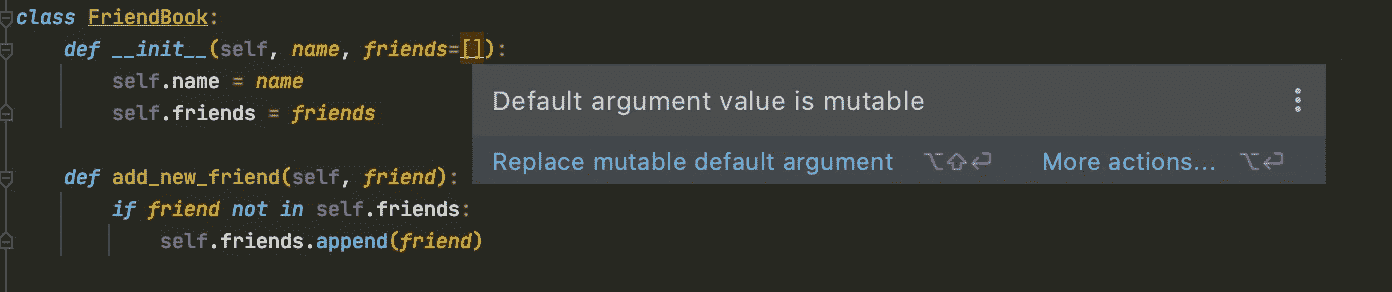 class FriendBook:
def __init__(self, name, friends=[]):
self.name = name
Default argument value is mutable
self.friends = friends
Replace mutable default argument ⌥⇧⏎ More actions... ⌥⏎
def add_new_friend(self, friend):
if friend not in self.friends:
self.friends.append(friend)